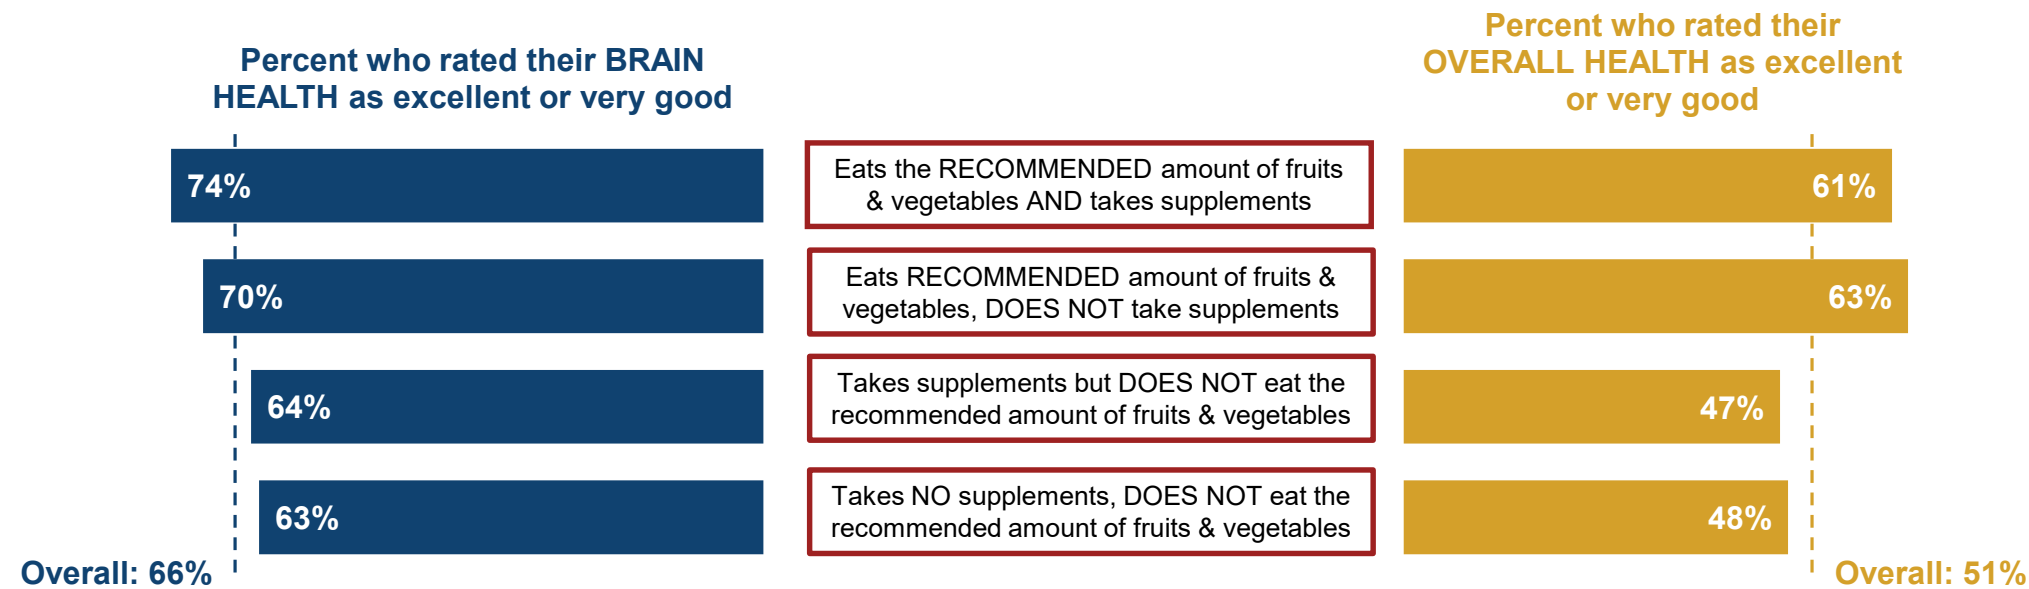 Percent who rated their BRAIN
HEALTH as excellent or very good
Percent who rated their
OVERALL HEALTH as excellent
or very good
74%
Eats the RECOMMENDED amount of fruits
& vegetables AND takes supplements
61%
70%
Eats RECOMMENDED amount of fruits &
vegetables, DOES NOT take supplements
63%
64%
Takes supplements but DOES NOT eat the
recommended amount of fruits & vegetables
47%
63%
Takes NO supplements, DOES NOT eat the
recommended amount of fruits & vegetables
48%
Overall: 66%
Overall: 51%